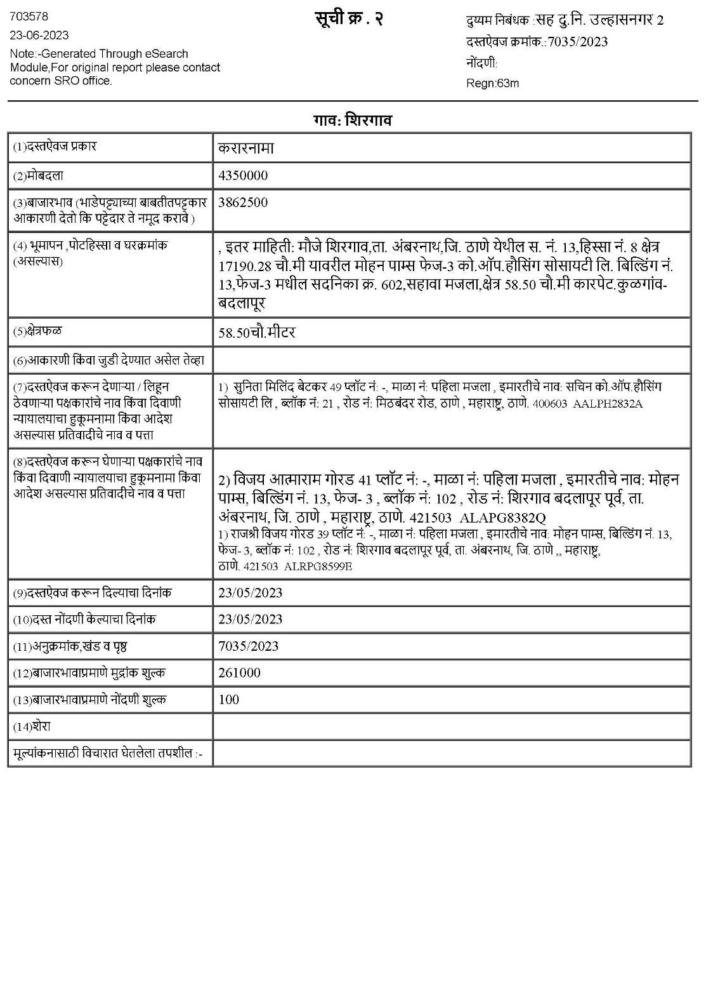 703578
23-06-2023
Note:-Generated Through eSearch
Module,For original report please contact
concern SRO office.
सूची क्र . २
दुय्यम निबंधक :सह दु.नि. उल्हासनगर 2
दस्तऐवज क्रमांक.:7035/2023
नोंदणी:
Regn:63m
गाव: शिरगाव
(1)दस्तऐवज प्रकार
करारनामा
(2)मोबदला
4350000
(3)बाजारभाव (भाडेपट्ट्याच्या बाबतीतपट्टकार
आकारणी देतो कि पट्टेदार ते नमूद करावे )
3862500
(4) भूमापन ,पोटहिस्सा व घरक्रमांक
(असल्यास)
, इतर माहिती: मौजे शिरगाव,ता. अंबरनाथ,जि. ठाणे येथील स. नं. 13,हिस्सा नं. 8 क्षेत्र
17190.28 चौ.मी यावरील मोहन पाम्स फेज-3 को.ऑप.हौसिंग सोसायटी लि. बिल्डिंग नं.
13,फेज-3 मधील सदनिका क्र. 602,सहावा मजला,क्षेत्र 58.50 चौ.मी कारपेट.कुळगांव-
बदलापूर
(5)क्षेत्रफळ
58.50चौ.मीटर
(6)आकारणी किंवा जुडी देण्यात असेल तेव्हा
(7)दस्तऐवज करून देणाऱ्या / लिहून
ठेवणाऱ्या पक्षकारांचे नाव किंवा दिवाणी
न्यायालयाचा हुकूमनामा किंवा आदेश
असल्यास प्रतिवादीचे नाव व पत्ता
1) सुनिता मिलिंद बेटकर 49 प्लॉट नं: -, माळा नं: पहिला मजला , इमारतीचे नाव: सचिन को.ऑप.हौसिंग
सोसायटी लि , ब्लॉक नं: 21 , रोड नं: मिठबंदर रोड, ठाणे , महाराष्ट्र, ठाणे. 400603 AALPH2832A
(8)दस्तऐवज करून घेणाऱ्या पक्षकारांचे नाव
किंवा दिवाणी न्यायालयाचा हुकूमनामा किंवा
आदेश असल्यास प्रतिवादीचे नाव व पत्ता
2) विजय आत्माराम गोरड 41 प्लॉट नं: -, माळा नं: पहिला मजला , इमारतीचे नाव: मोहन
पाम्स, बिल्डिंग नं. 13, फेज- 3 , ब्लॉक नं: 102 , रोड नं: शिरगाव बदलापूर पूर्व, ता.
अंबरनाथ, जि. ठाणे , महाराष्ट्र, ठाणे. 421503 ALAPG8382Q
1) राजश्री विजय गोरड 39 प्लॉट नं: -, माळा नं: पहिला मजला , इमारतीचे नाव: मोहन पाम्स, बिल्डिंग नं. 13,
फेज- 3, ब्लॉक नं: 102 , रोड नं: शिरगाव बदलापूर पूर्व, ता. अंबरनाथ, जि. ठाणे ,, महाराष्ट्र,
ठाणे. 421503 ALRPG8599E
(9)दस्तऐवज करून दिल्याचा दिनांक
23/05/2023
(10)दस्त नोंदणी केल्याचा दिनांक
23/05/2023
(11)अनुक्रमांक,खंड व पृष्ठ
7035/2023
(12)बाजारभावाप्रमाणे मुद्रांक शुल्क
261000
(13)बाजारभावाप्रमाणे नोंदणी शुल्क
100
(14)शेरा
मूल्यांकनासाठी विचारात घेतलेला तपशील :-